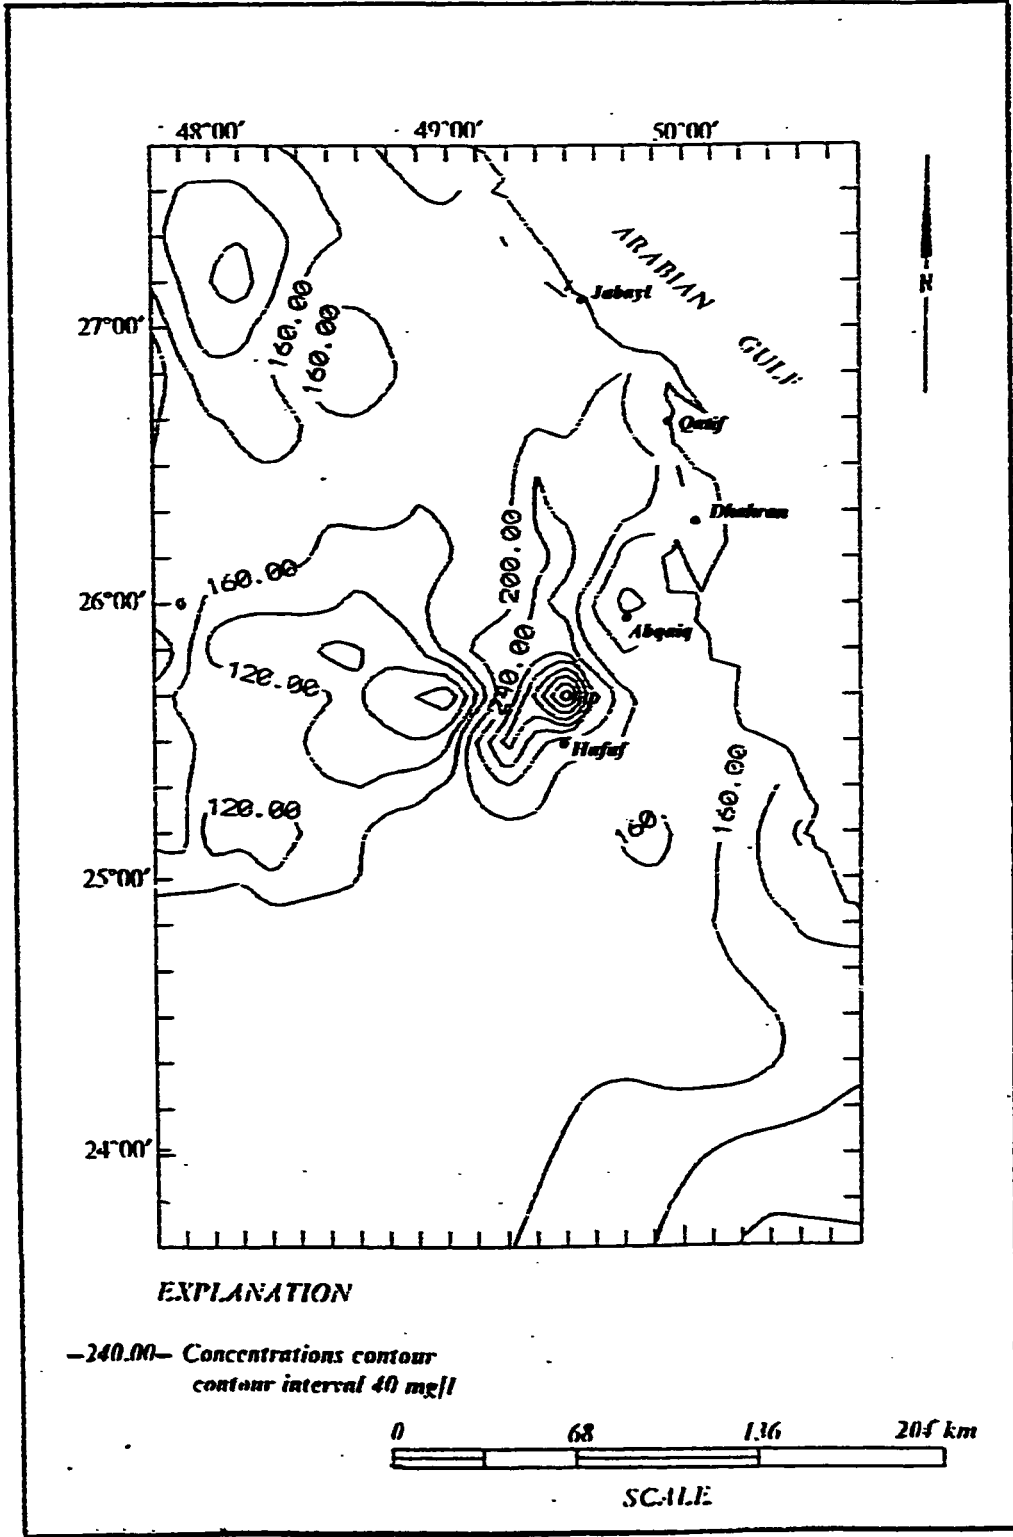 48°00′ 49°00′ 50°00′
ARABIAN
GULF
N
Jabayl
27°00′
160.00
160.00
Qatif
Dhahran
200.00
160.00
26°00′
Abqaiq
240.00
120.00
Hafuf
160.00
120.00
160.
25°00′
24°00′
EXPLANATION
–240.00– Concentrations contour
contour interval 40 mg/l
0 68 136 204 km
SCALE